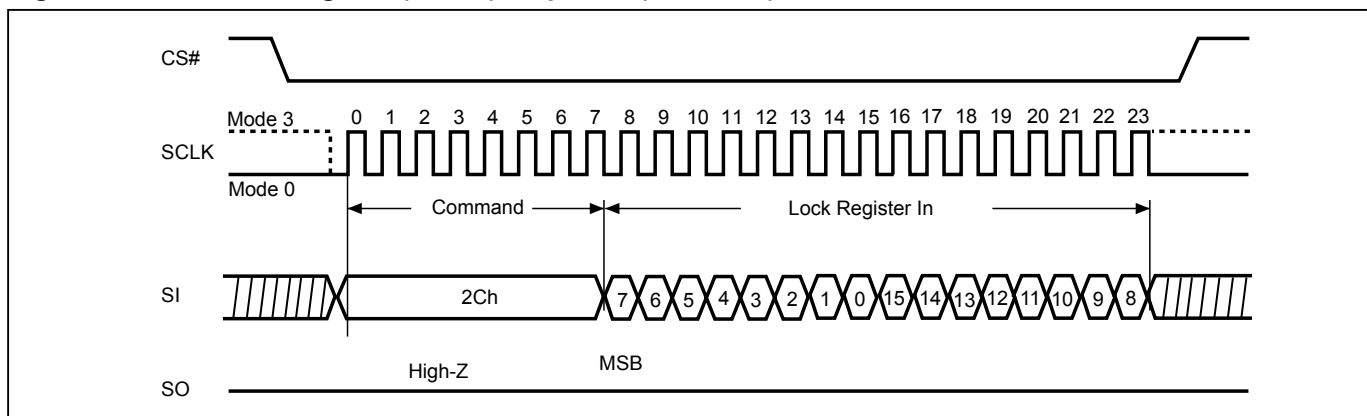 CS#
Mode 3
0 1 2 3 4 5 6 7 8 9 10 11 12 13 14 15 16 17 18 19 20 21 22 23
SCLK
Mode 0
Command Lock Register In
SI 2Ch 7 6 5 4 3 2 1 0 15 14 13 12 11 10 9 8
High-Z MSB
SO